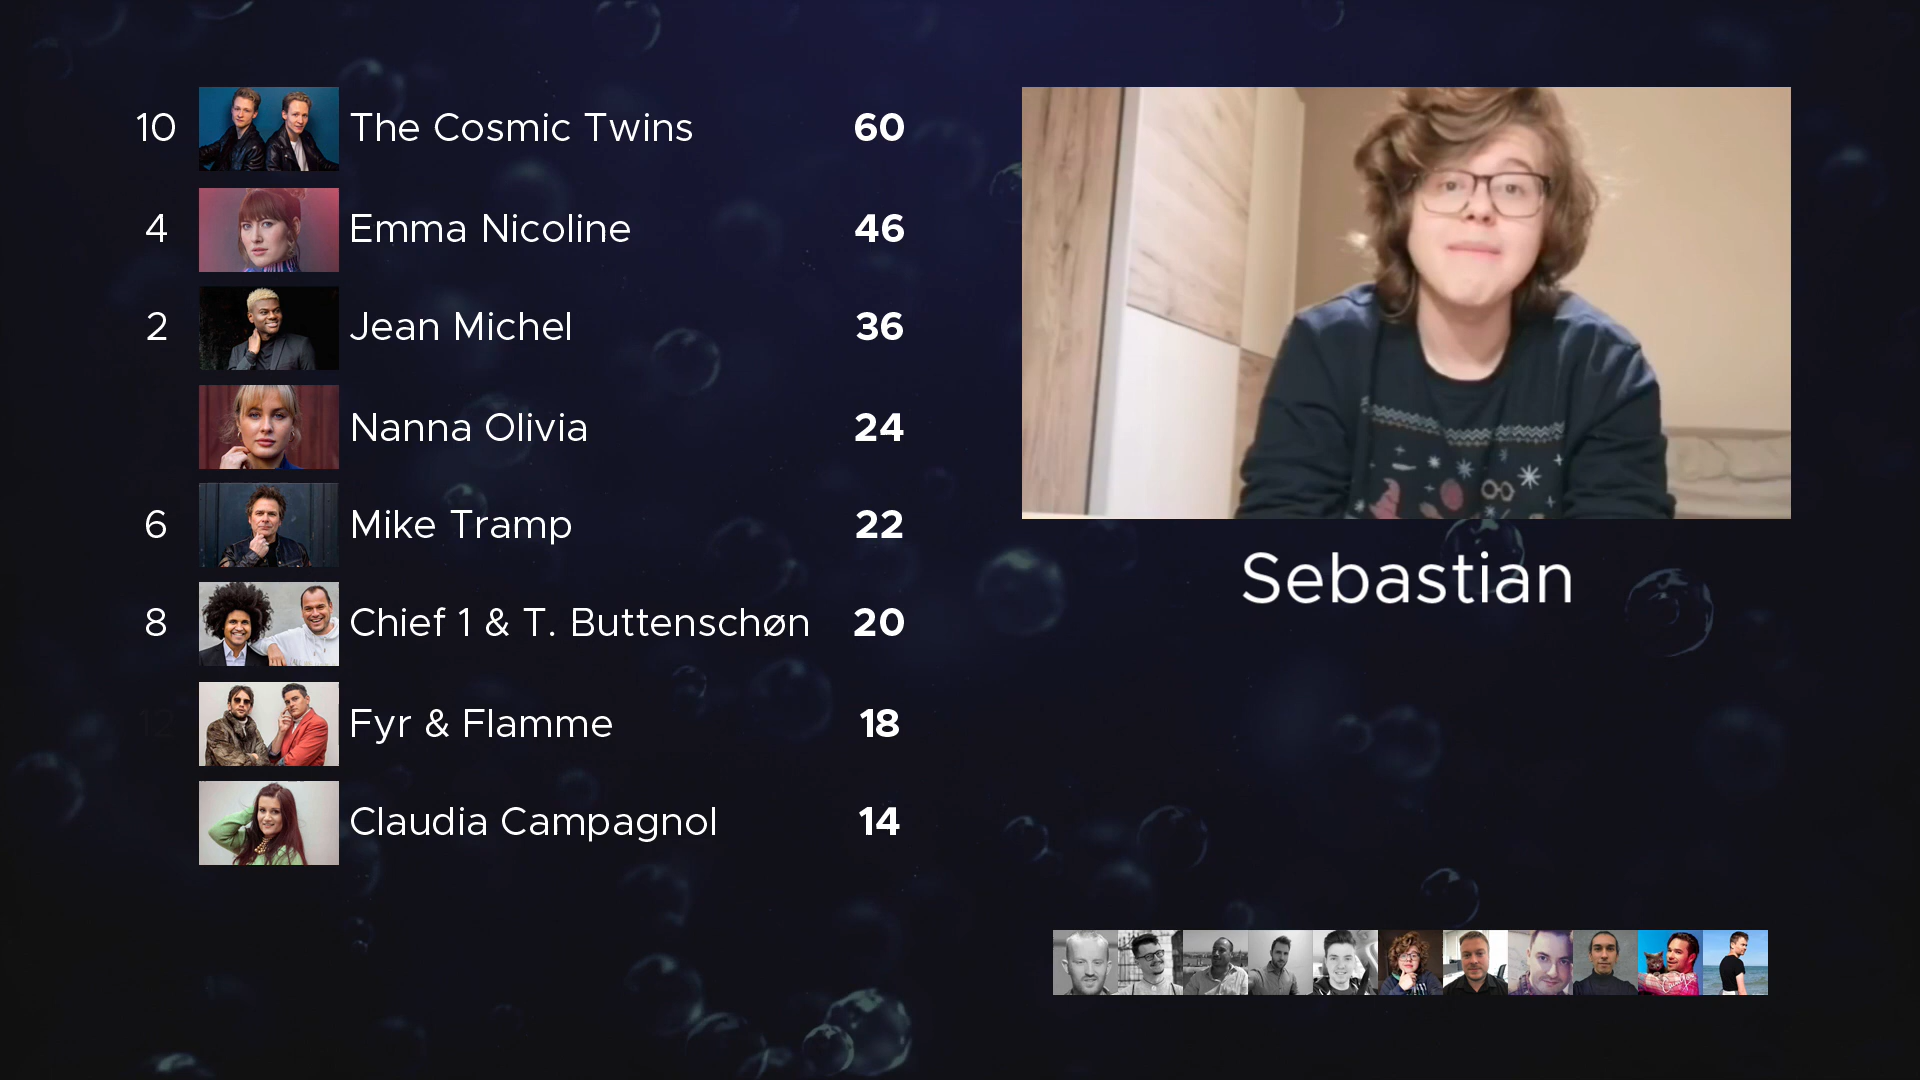 10 The Cosmic Twins 60
4 Emma Nicoline 46
2 Jean Michel 36
Nanna Olivia 24
6 Mike Tramp 22
8 Chief 1 & T. Buttenschøn 20
12 Fyr & Flamme 18
Claudia Campagnol 14
Sebastian